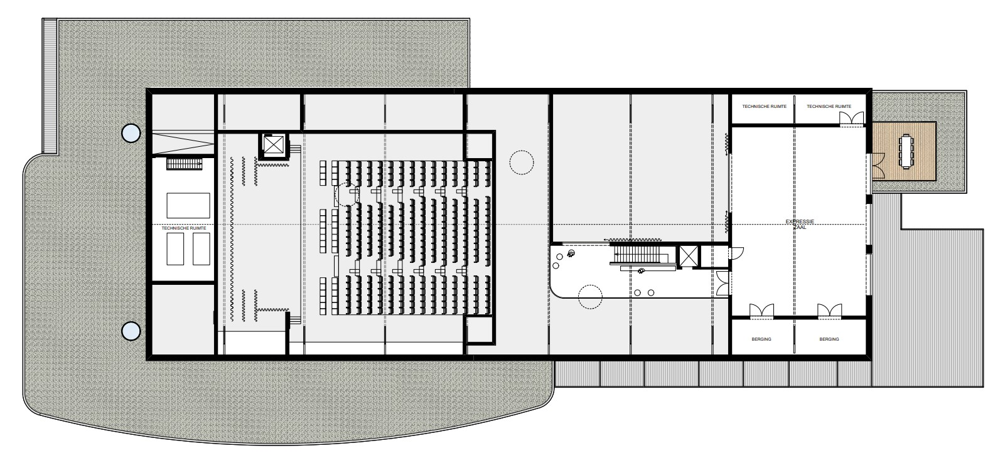 TECHNISCHE RUIMTE
TECHNISCHE RUIMTE
TECHNISCHE RUIMTE
EXPRESSIE
ZAAL
BERGING
BERGING